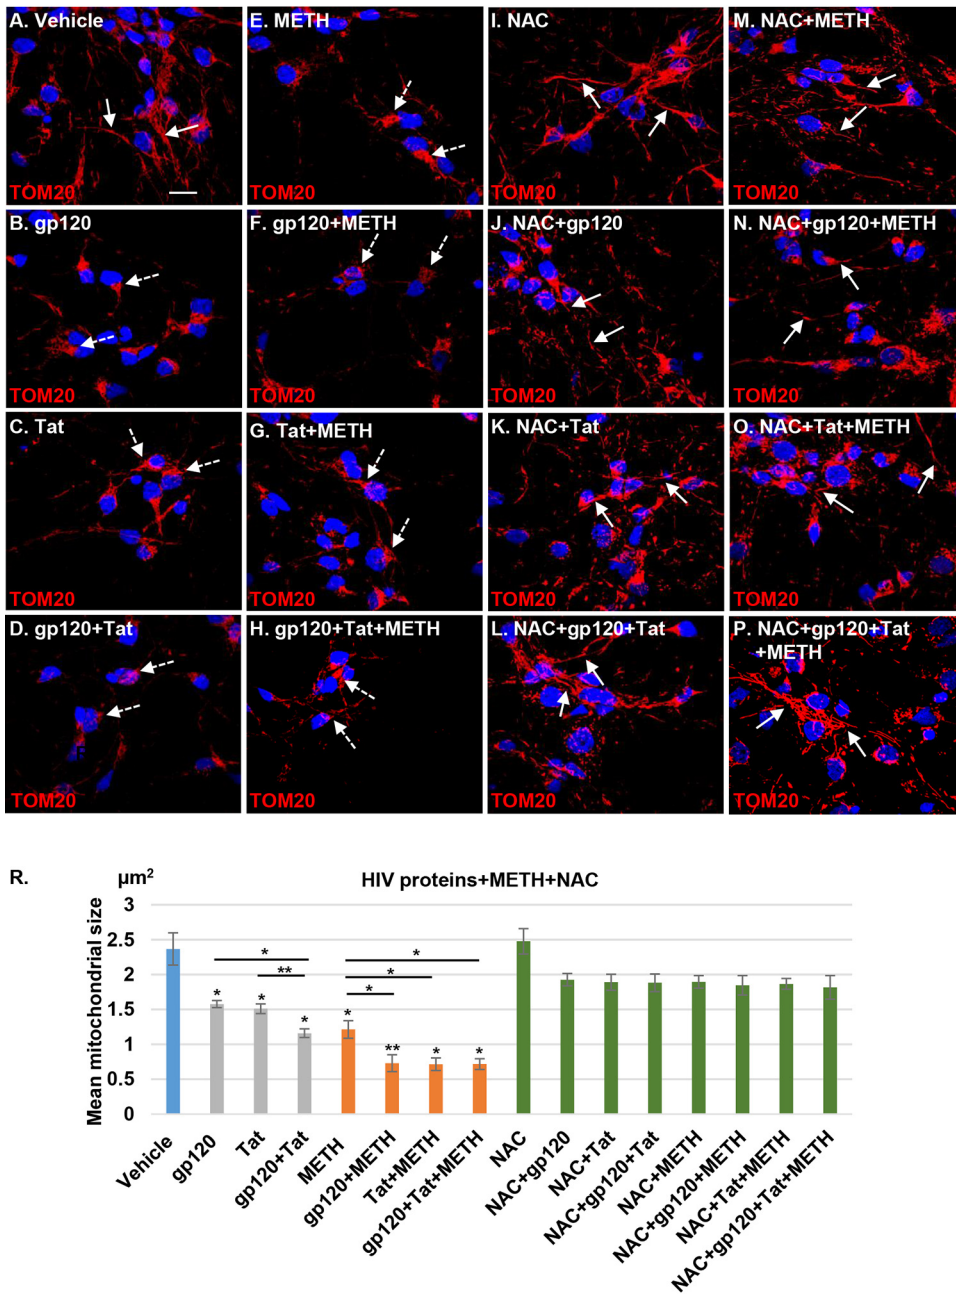 A. Vehicle
TOM20
E. METH
TOM20
I. NAC
TOM20
M. NAC+METH
TOM20
B. gp120
TOM20
F. gp120+METH
TOM20
J. NAC+gp120
TOM20
N. NAC+gp120+METH
TOM20
C. Tat
TOM20
G. Tat+METH
TOM20
K. NAC+Tat
TOM20
O. NAC+Tat+METH
TOM20
D. gp120+Tat
TOM20
H. gp120+Tat+METH
TOM20
L. NAC+gp120+Tat
TOM20
P. NAC+gp120+Tat
+METH
TOM20
R.
µm²
HIV proteins+METH+NAC
Mean mitochondrial size
3
2.5
2
1.5
1
0.5
0
*
*
*
*
**
*
**
*
*
*
*
*
Vehicle
gp120
Tat
gp120+Tat
METH
gp120+METH
Tat+METH
gp120+Tat+METH
NAC
NAC+gp120
NAC+Tat
NAC+gp120+Tat
NAC+METH
NAC+gp120+METH
NAC+Tat+METH
NAC+gp120+Tat+METH